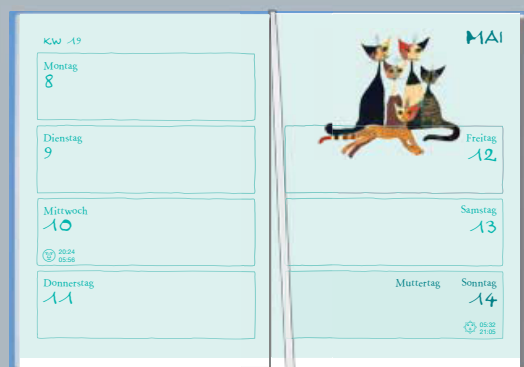 KW 19
Montag
8
Dienstag
9
Mittwoch
10
20:24
05:56
Donnerstag
11
MAI
Freitag
12
Samstag
13
Muttertag Sonntag
14
05:32
21:05